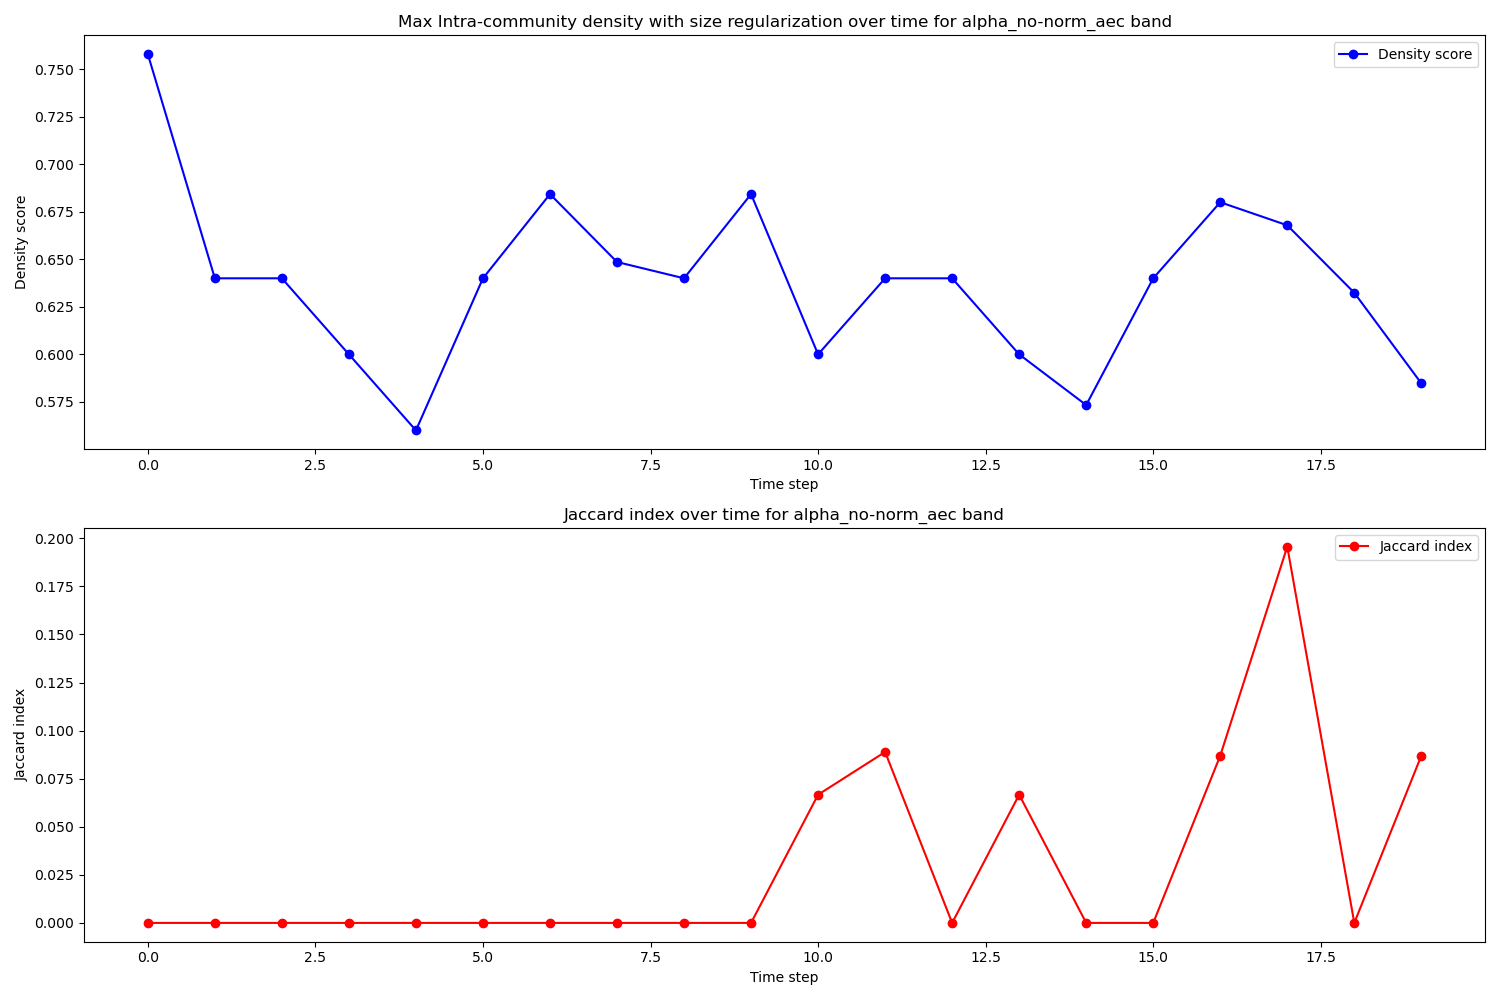 Max Intra-community density with size regularization over time for alpha_no-norm_aec band
Density score
0.750
0.725
0.700
0.675
0.650
0.625
0.600
0.575
Density score
0.0 2.5 5.0 7.5 10.0 12.5 15.0 17.5
Time step
Jaccard index over time for alpha_no-norm_aec band
Jaccard index
0.200
0.175
0.150
0.125
0.100
0.075
0.050
0.025
0.000
Jaccard index
0.0 2.5 5.0 7.5 10.0 12.5 15.0 17.5
Time step